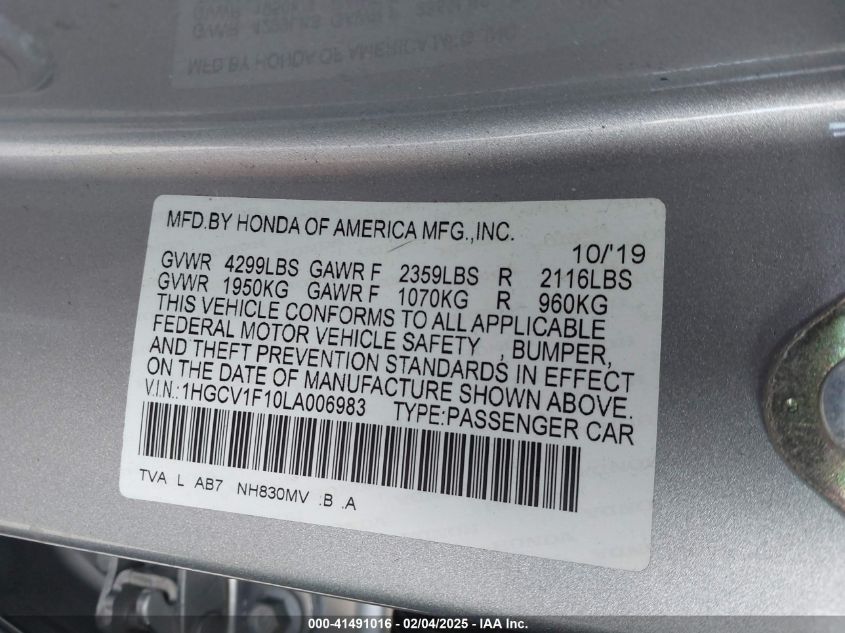 MFD.BY HONDA OF AMERICA MFG.,INC.
10/'19
GVWR 4299LBS GAWR F 2359LBS R 2116LBS
GVWR 1950KG GAWR F 1070KG R 960KG
THIS VEHICLE CONFORMS TO ALL APPLICABLE
FEDERAL MOTOR VEHICLE SAFETY , BUMPER,
AND THEFT PREVENTION STANDARDS IN EFFECT
ON THE DATE OF MANUFACTURE SHOWN ABOVE.
V.I.N.:1HGCV1F10LA006983 TYPE:PASSENGER CAR
TVA L AB7 NH830MV :B .A
000-41491016 - 02/04/2025 - IAA Inc.